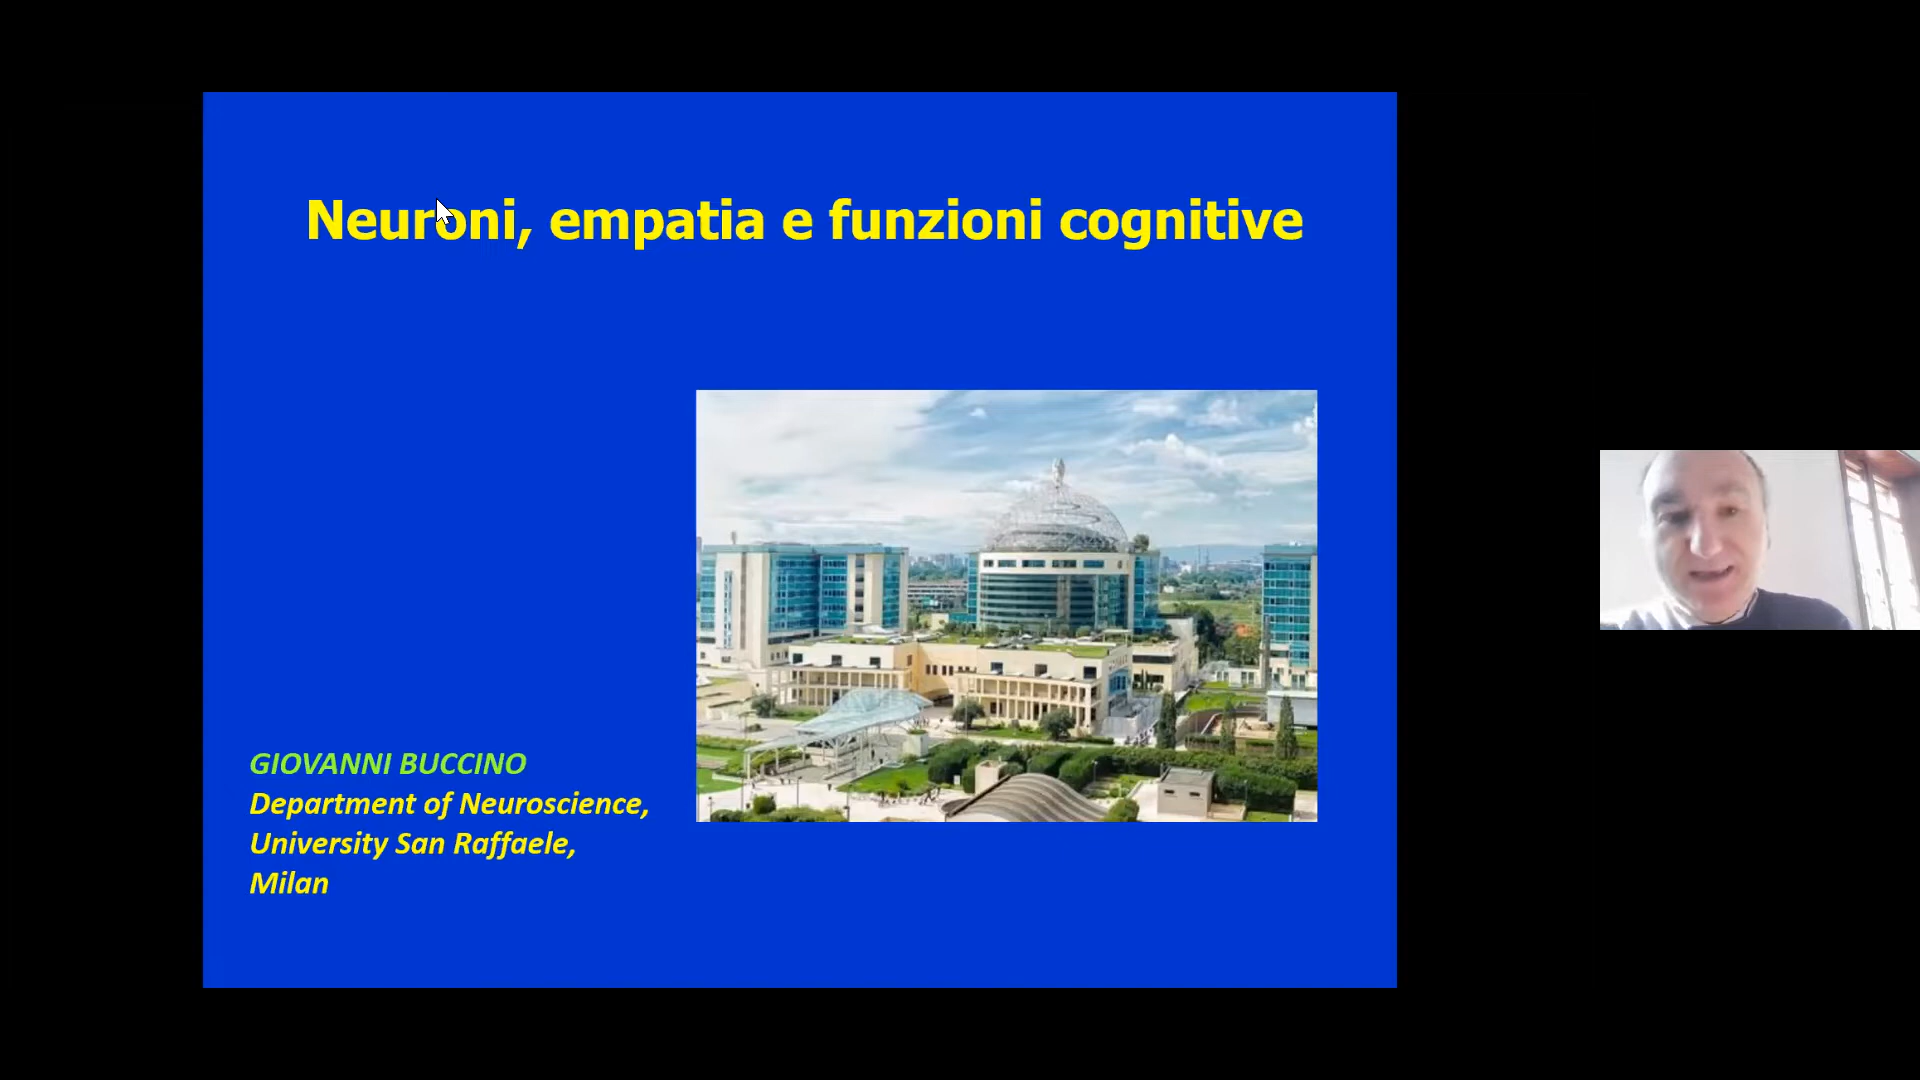 Neuroni, empatia e funzioni cognitive
GIOVANNI BUCCINO
Department of Neuroscience,
University San Raffaele,
Milan